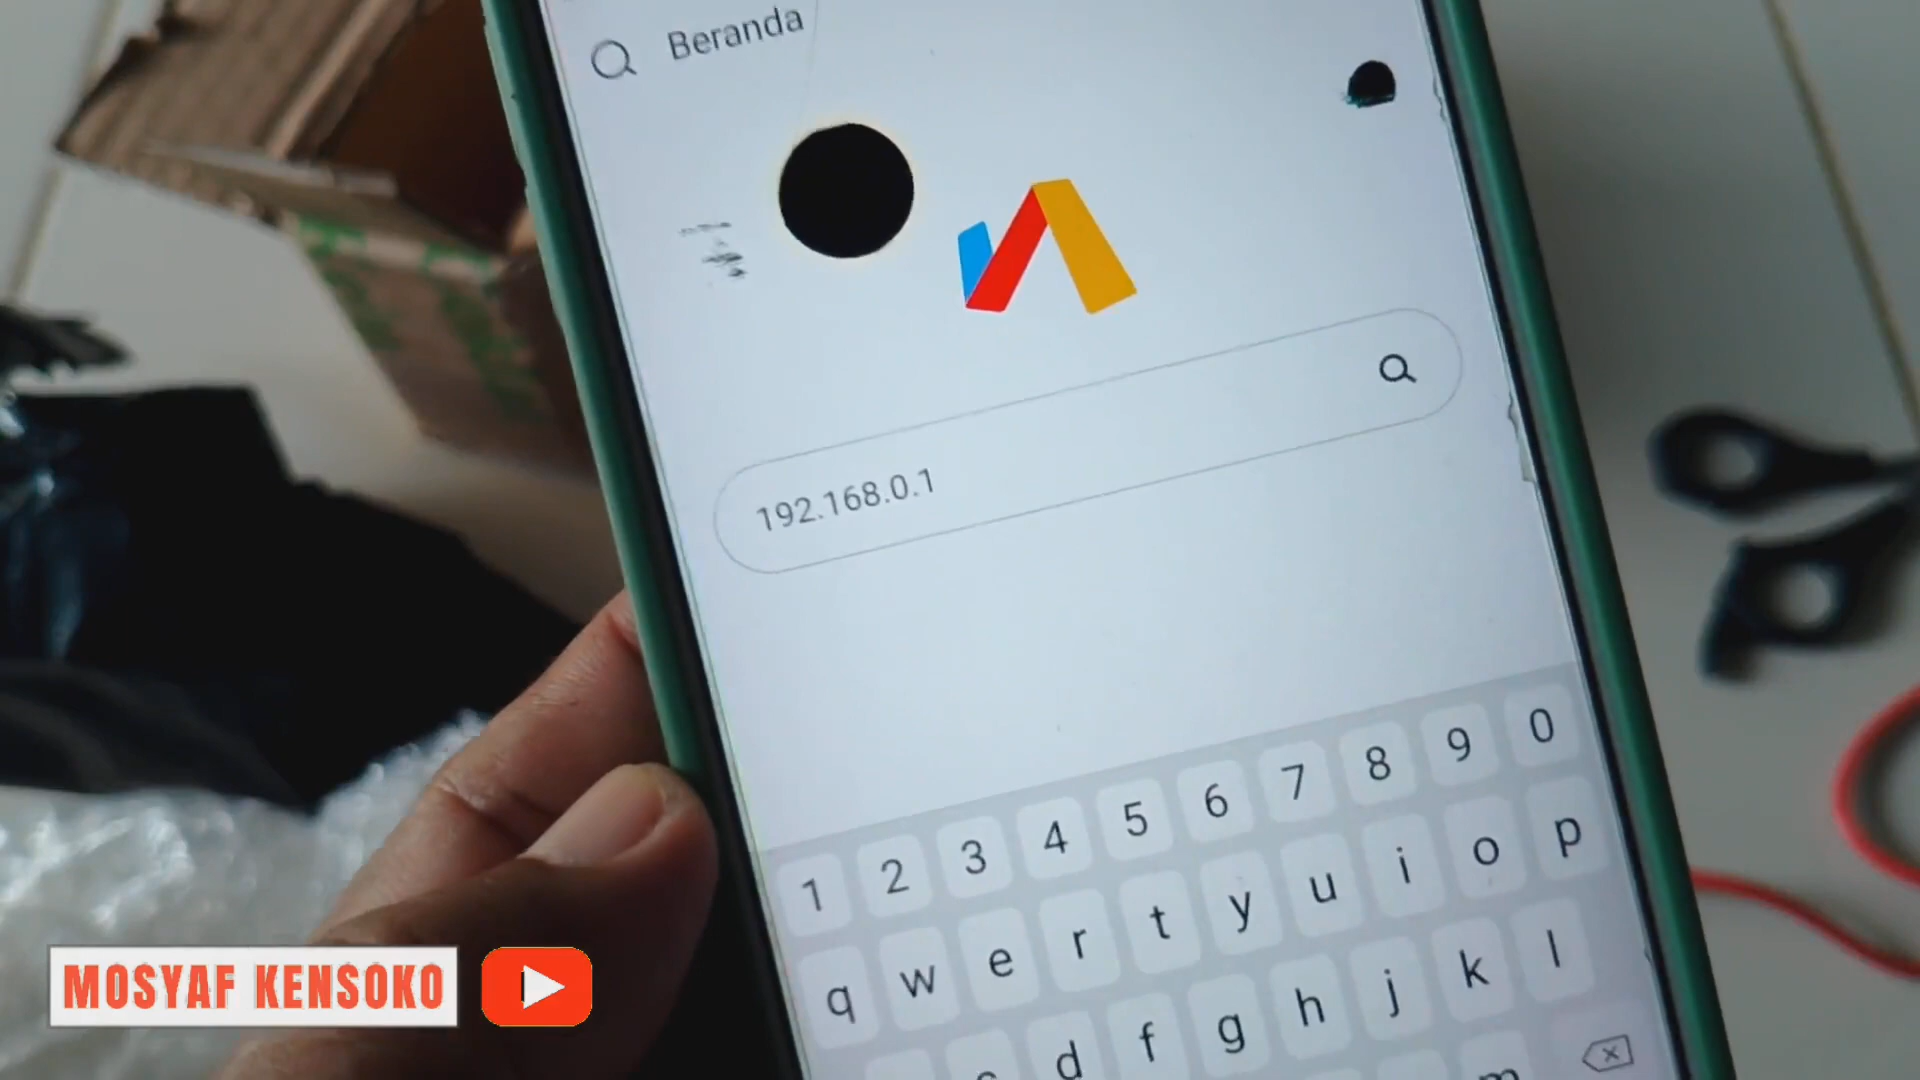 Beranda
192.168.0.1
1 2 3 4 5 6 7 8 9 0
q w e r t y u i o p
d f g h j k l
MOSYAF KENSOKO